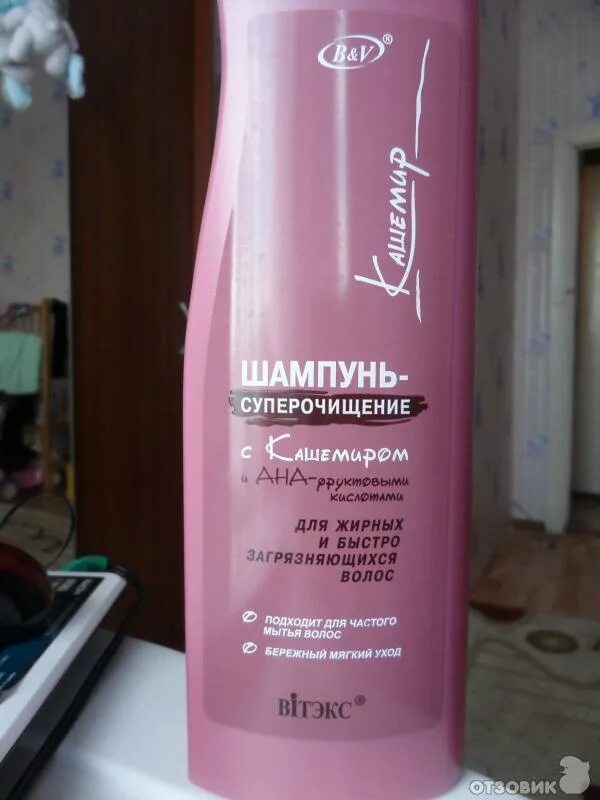 B&V®
Кашемир
ШАМПУНЬ-
СУПЕРОЧИЩЕНИЕ
с Кашемиром
и АНА-фруктовыми
кислотами
ДЛЯ ЖИРНЫХ
И БЫСТРО
ЗАГРЯЗНЯЮЩИХСЯ
ВОЛОС
ПОДХОДИТ ДЛЯ ЧАСТОГО
МЫТЬЯ ВОЛОС
БЕРЕЖНЫЙ МЯГКИЙ УХОД
ВIТЭКС®
ОТЗОВИК